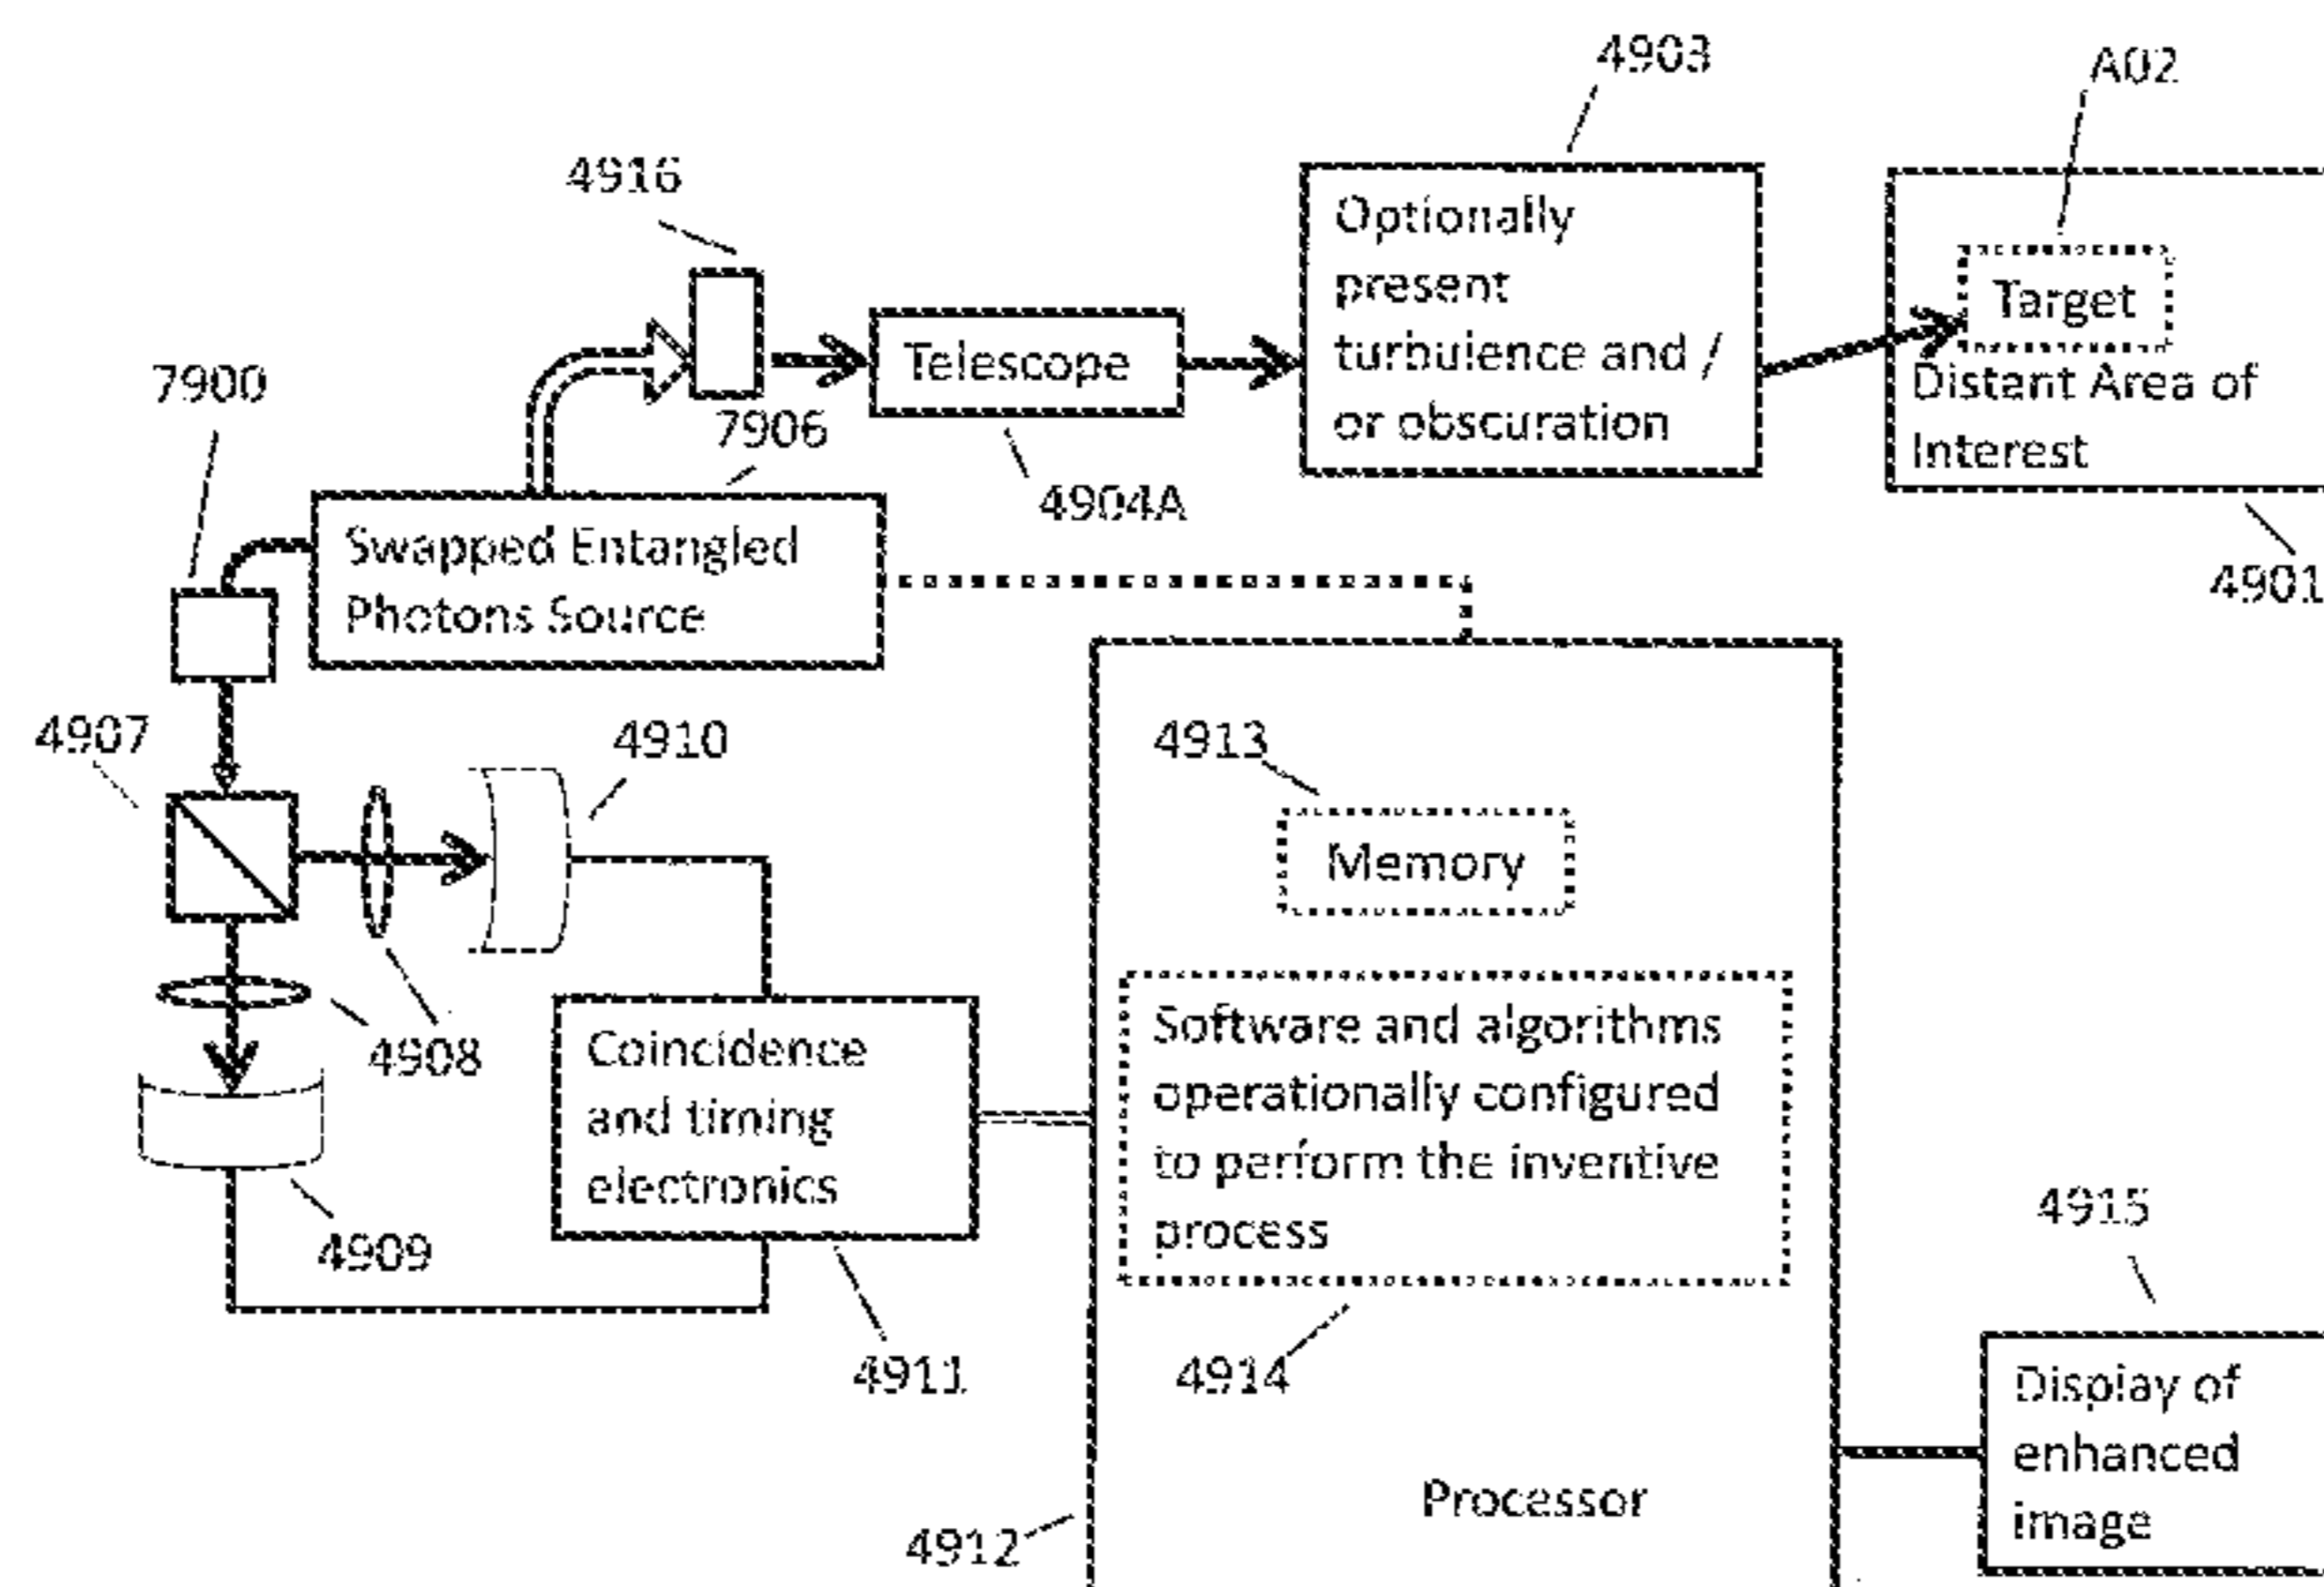 4903
A02
4916
Optionally
present
turbulence and /
or obscuration
Target
Distant Area of
Interest
Telescope
7900
7906
4904A
4901
Swapped Entangled
Photons Source
4907
4910
4913
Memory
4908
Coincidence
and timing
electronics
Software and algorithms
operationally configured
to perform the inventive
process
4909
4915
4911
4914
Display of
enhanced
image
Processor
4912